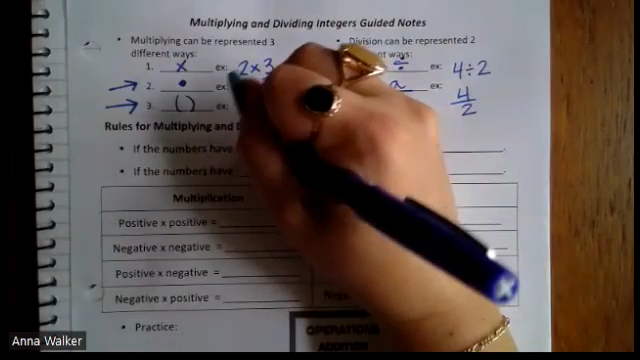 Multiplying and Dividing Integers Guided Notes
• Multiplying can be represented 3
different ways:
1. x ex: 2x3
2. • ex
3. ( ) ex:
• Division can be represented 2
ways:
÷ ex: 4÷2
ex: 4
2
Rules for Multiplying and D
• If the numbers have
• If the numbers have
Multiplication
Positive x positive =
Negative x negative =
Positive x negative =
Negative x positive =
• Practice:
OPERATIONS
ADDITION
Anna Walker